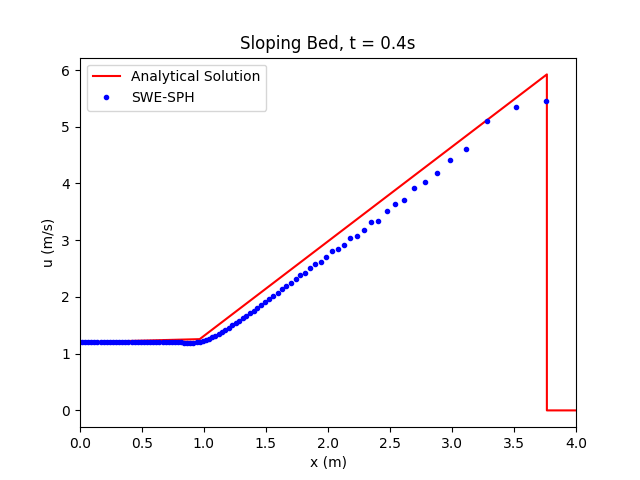 Sloping Bed, t = 0.4s
Analytical Solution
SWE-SPH
u (m/s)
6
5
4
3
2
1
0
0.0 0.5 1.0 1.5 2.0 2.5 3.0 3.5 4.0
x (m)